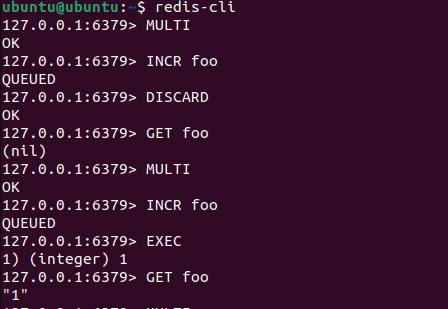 ubuntu@ubuntu:~$ redis-cli
127.0.0.1:6379> MULTI
OK
127.0.0.1:6379> INCR foo
QUEUED
127.0.0.1:6379> DISCARD
OK
127.0.0.1:6379> GET foo
(nil)
127.0.0.1:6379> MULTI
OK
127.0.0.1:6379> INCR foo
QUEUED
127.0.0.1:6379> EXEC
1) (integer) 1
127.0.0.1:6379> GET foo
"1"